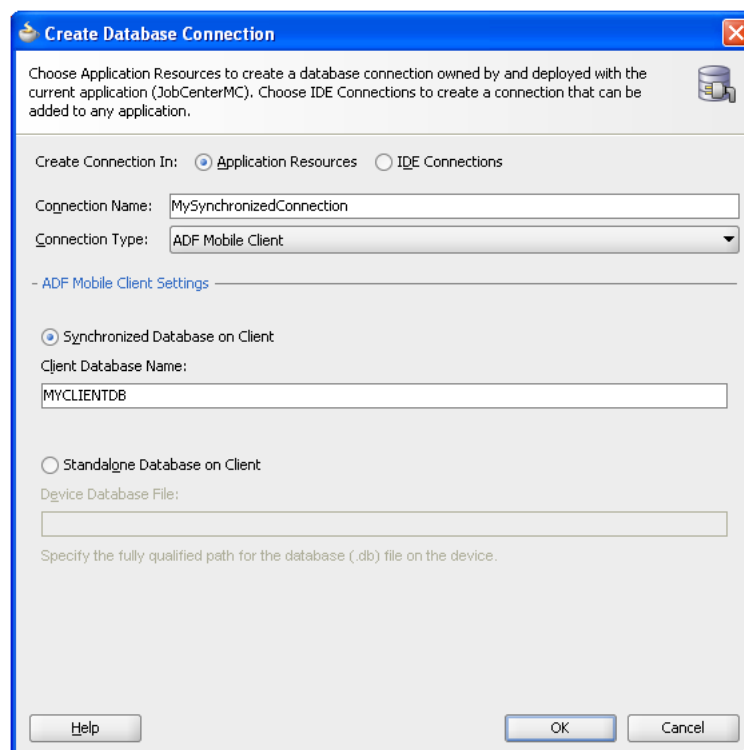 Create Database Connection
Choose Application Resources to create a database connection owned by and deployed with the
current application (JobCenterMC). Choose IDE Connections to create a connection that can be
added to any application.
Create Connection In: Application Resources IDE Connections
Connection Name: MySynchronizedConnection
Connection Type: ADF Mobile Client
ADF Mobile Client Settings
Synchronized Database on Client
Client Database Name:
MYCLIENTDB
Standalone Database on Client
Device Database File:
Specify the fully qualified path for the database (.db) file on the device.
Help OK Cancel